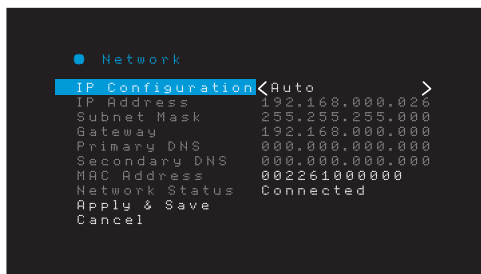 Network
IP Configuration Auto
IP Address 192.168.000.026
Subnet Mask 255.255.255.000
Gateway 192.168.000.000
Primary DNS 000.000.000.000
Secondary DNS 000.000.000.000
MAC Address 002261000000
Network Status Connected
Apply & Save
Cancel